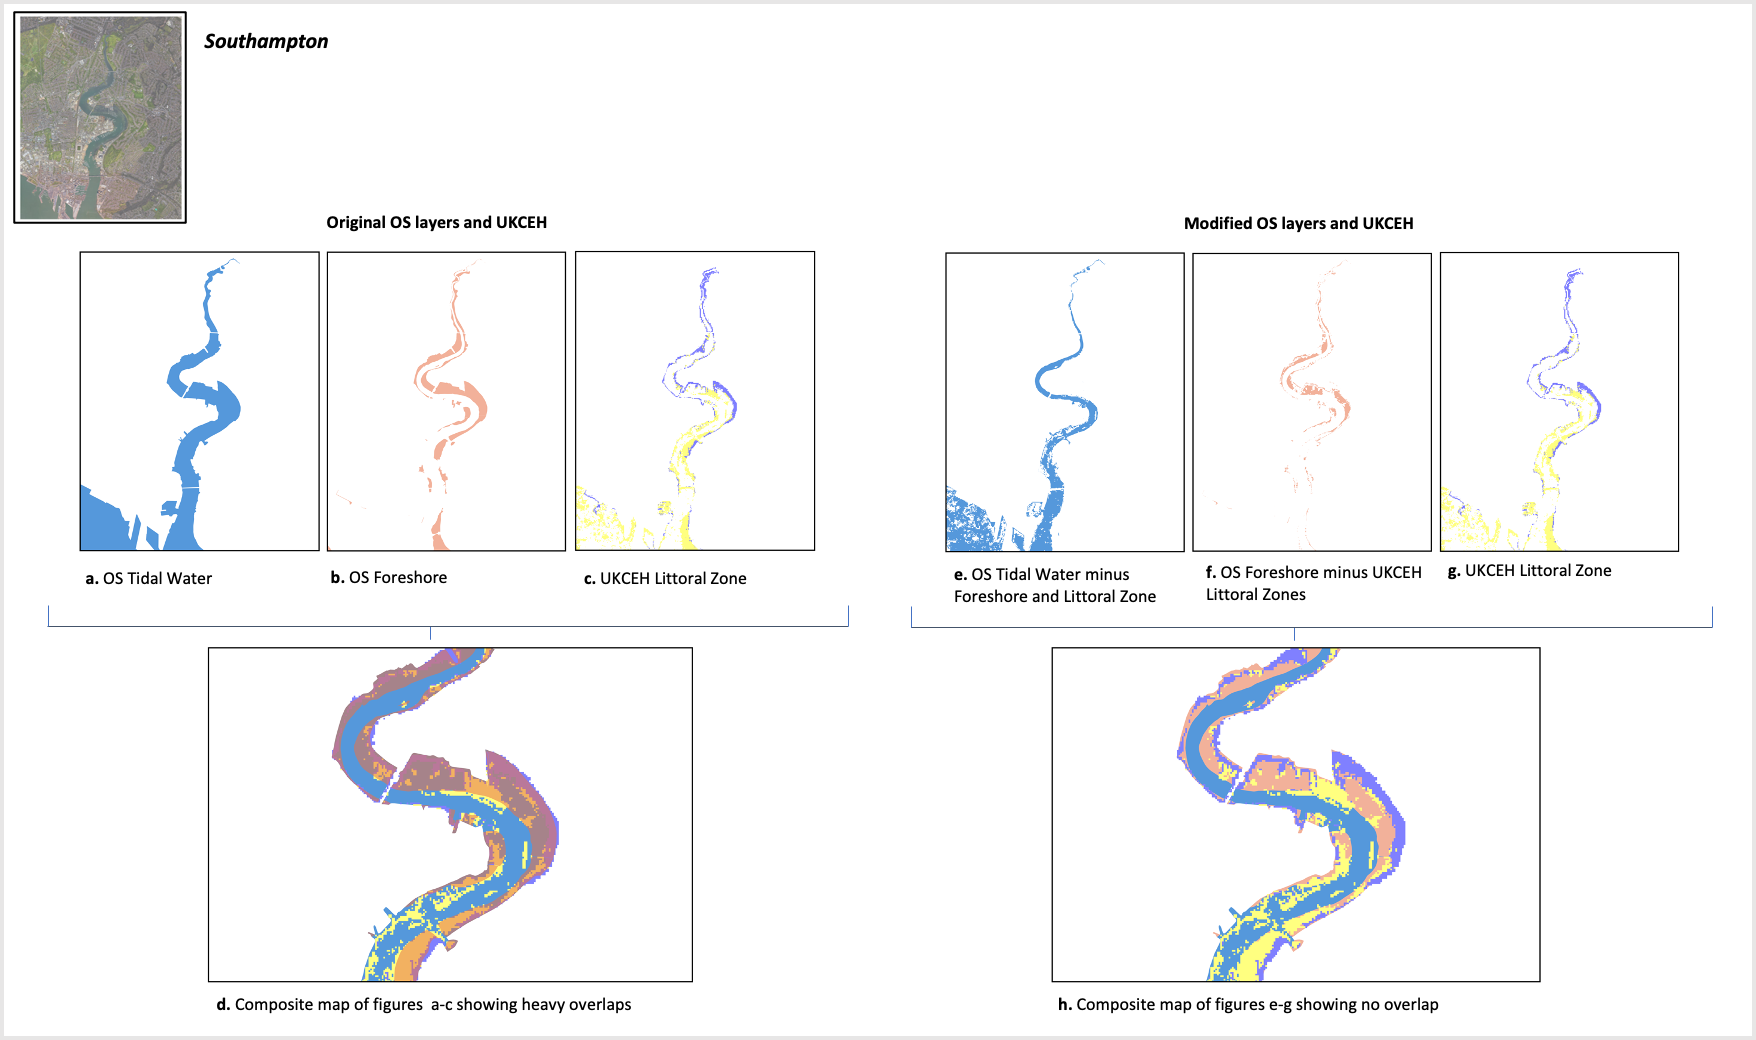 Southampton
Original OS layers and UKCEH
Modified OS layers and UKCEH
a. OS Tidal Water
b. OS Foreshore
c. UKCEH Littoral Zone
e. OS Tidal Water minus
Foreshore and Littoral Zone
f. OS Foreshore minus UKCEH
Littoral Zones
g. UKCEH Littoral Zone
d. Composite map of figures  a-c showing heavy overlaps
h. Composite map of figures e-g showing no overlap